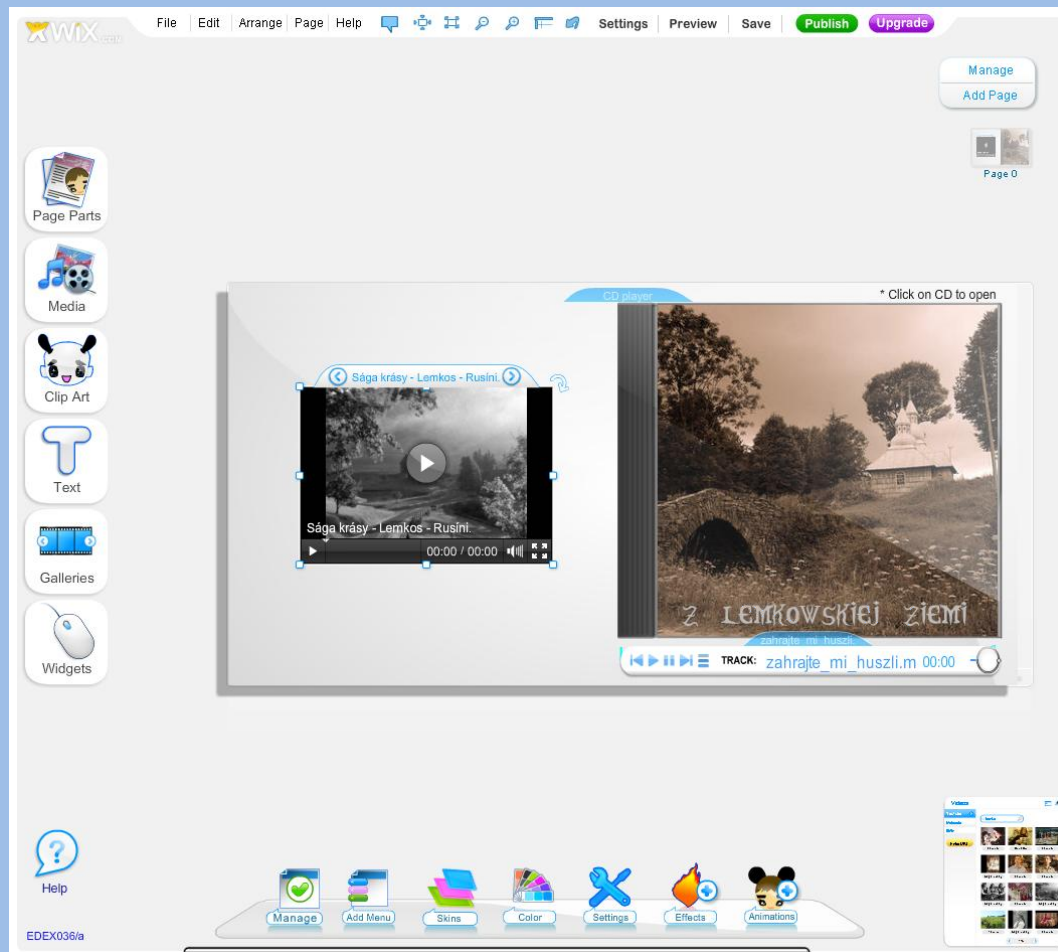 WiX.com
File Edit Arrange Page Help Settings Preview Save Publish Upgrade
Manage
Add Page
Page 0
Page Parts
Media
Clip Art
Text
Galleries
Widgets
CD player
* Click on CD to open
Sága krásy - Lemkos - Rusíni.
Sága krásy - Lemkos - Rusíni.
00:00 / 00:00
Z LEMKOWSKIEJ ZIEMI
zahrajte_mi_huszli
TRACK: zahrajte_mi_huszli.m 00:00
Videos
Help
Manage Add Menu Skins Color Settings Effects Animations
EDEX036/a